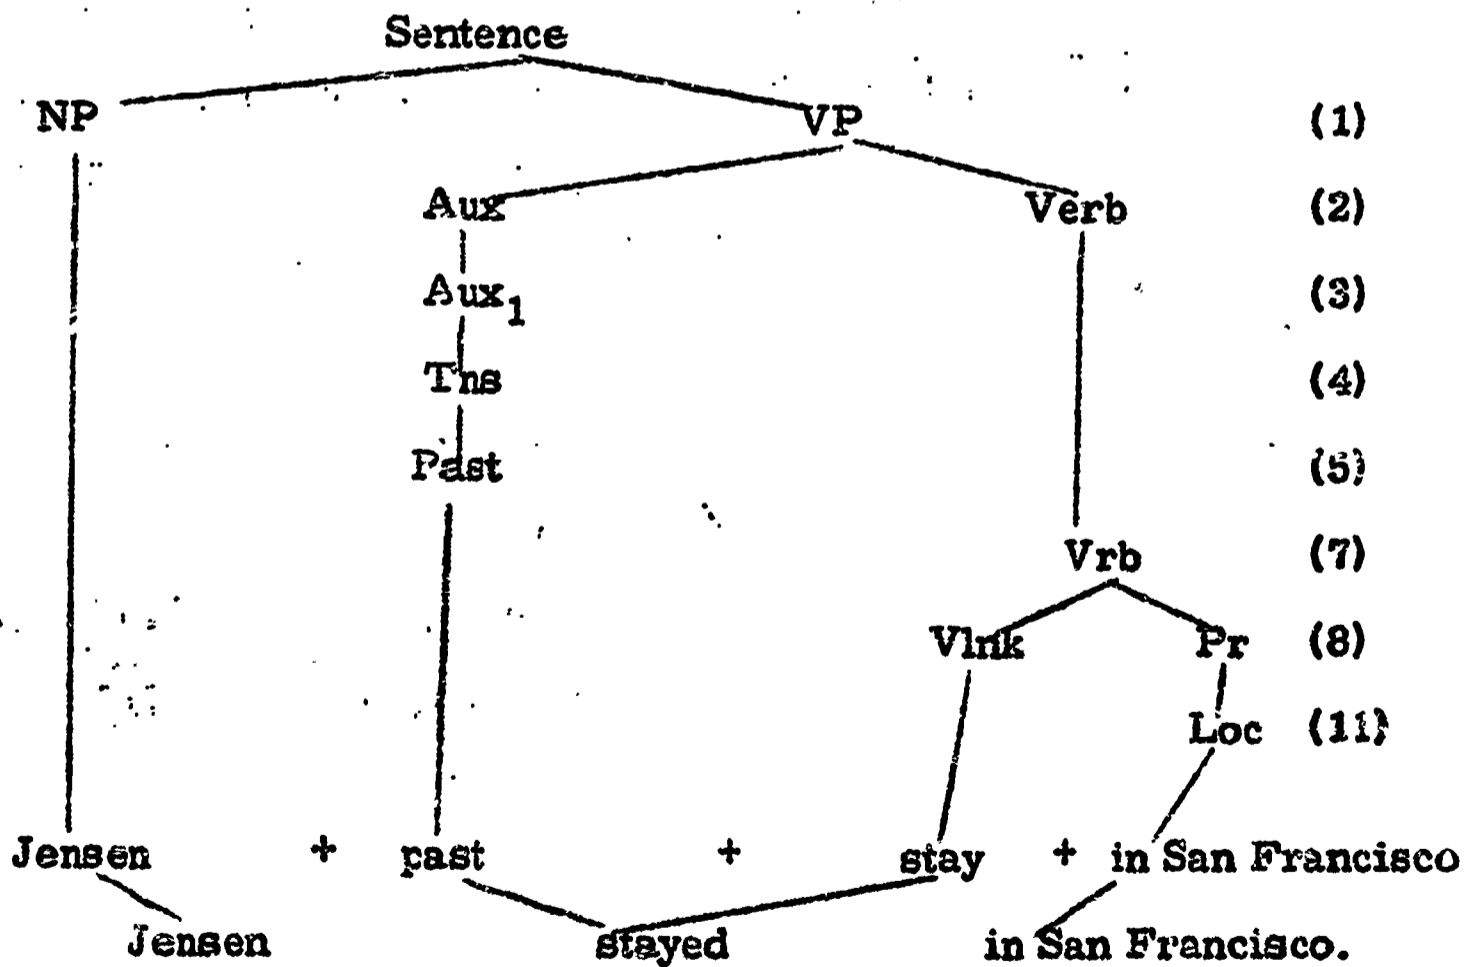 Sentence
NP VP (1)
Aux Verb (2)
Aux1 (3)
Tns (4)
Past (5)
Vrb (7)
Vlnk Pr (8)
Loc (11)
Jensen + past + stay + in San Francisco
Jensen stayed in San Francisco.